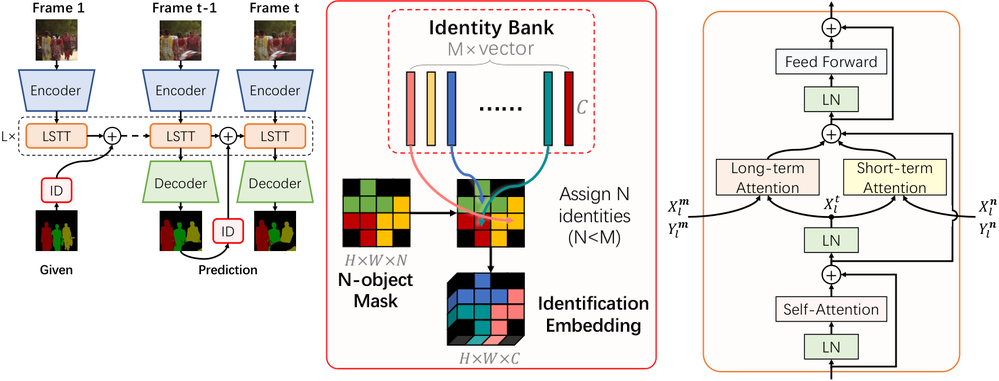 Frame 1
Frame t-1
Frame t
Encoder
Encoder
Encoder
L×
LSTT
LSTT
LSTT
ID
Decoder
Decoder
ID
Given
Prediction
Identity Bank
M×vector
......
C
Assign N
identities
(N<M)
H×W×N
N-object
Mask
Identification
Embedding
H×W×C
Feed Forward
LN
Long-term
Attention
Short-term
Attention
X_l^m
Y_l^m
X_l^t
X_l^n
Y_l^n
LN
Self-Attention
LN